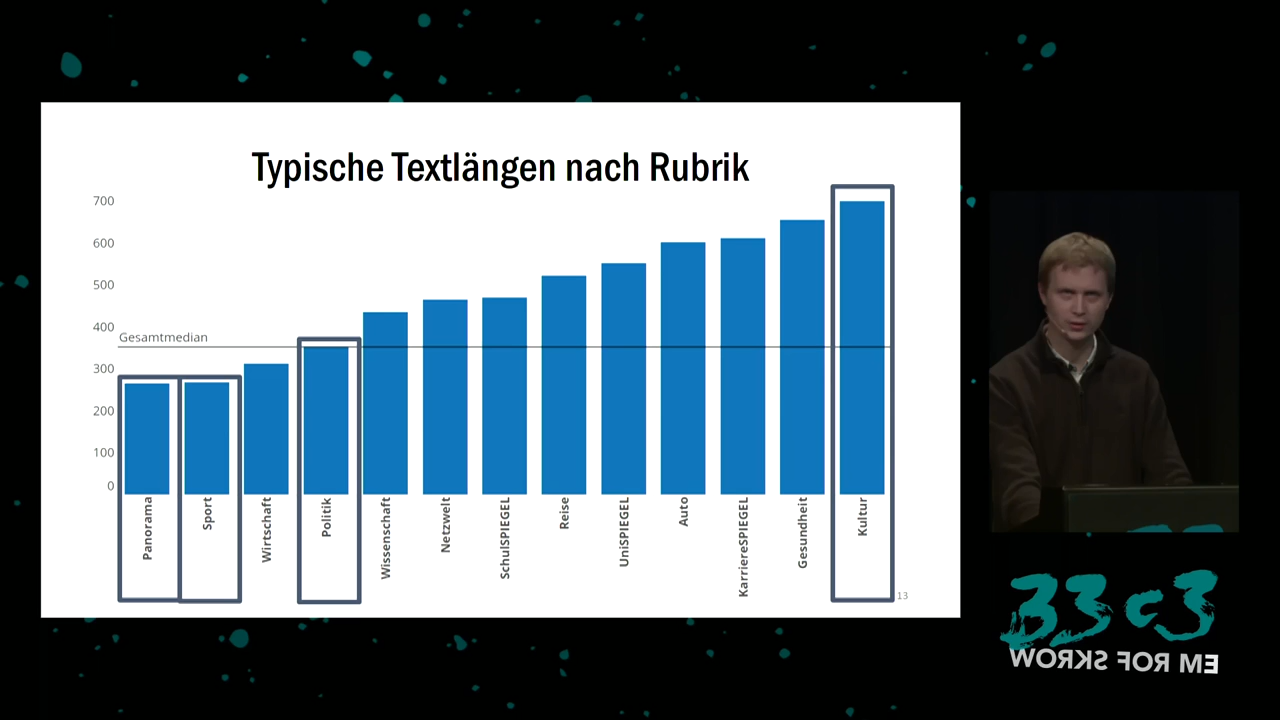 Typische Textlängen nach Rubrik
700
600
500
400
Gesamtmedian
300
200
100
0
Panorama
Sport
Wirtschaft
Politik
Wissenschaft
Netzwelt
SchulSPIEGEL
Reise
UniSPIEGEL
Auto
KarriereSPIEGEL
Gesundheit
Kultur
13
33c3
WORKS FOR ME